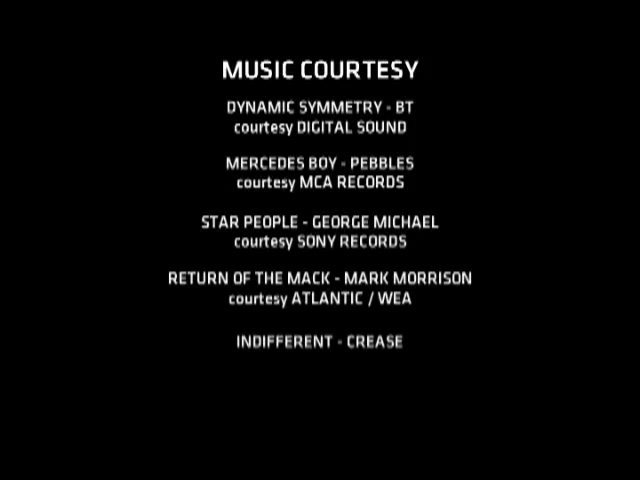 MUSIC COURTESY
DYNAMIC SYMMETRY - BT
courtesy DIGITAL SOUND
MERCEDES BOY - PEBBLES
courtesy MCA RECORDS
STAR PEOPLE - GEORGE MICHAEL
courtesy SONY RECORDS
RETURN OF THE MACK - MARK MORRISON
courtesy ATLANTIC / WEA
INDIFFERENT - CREASE